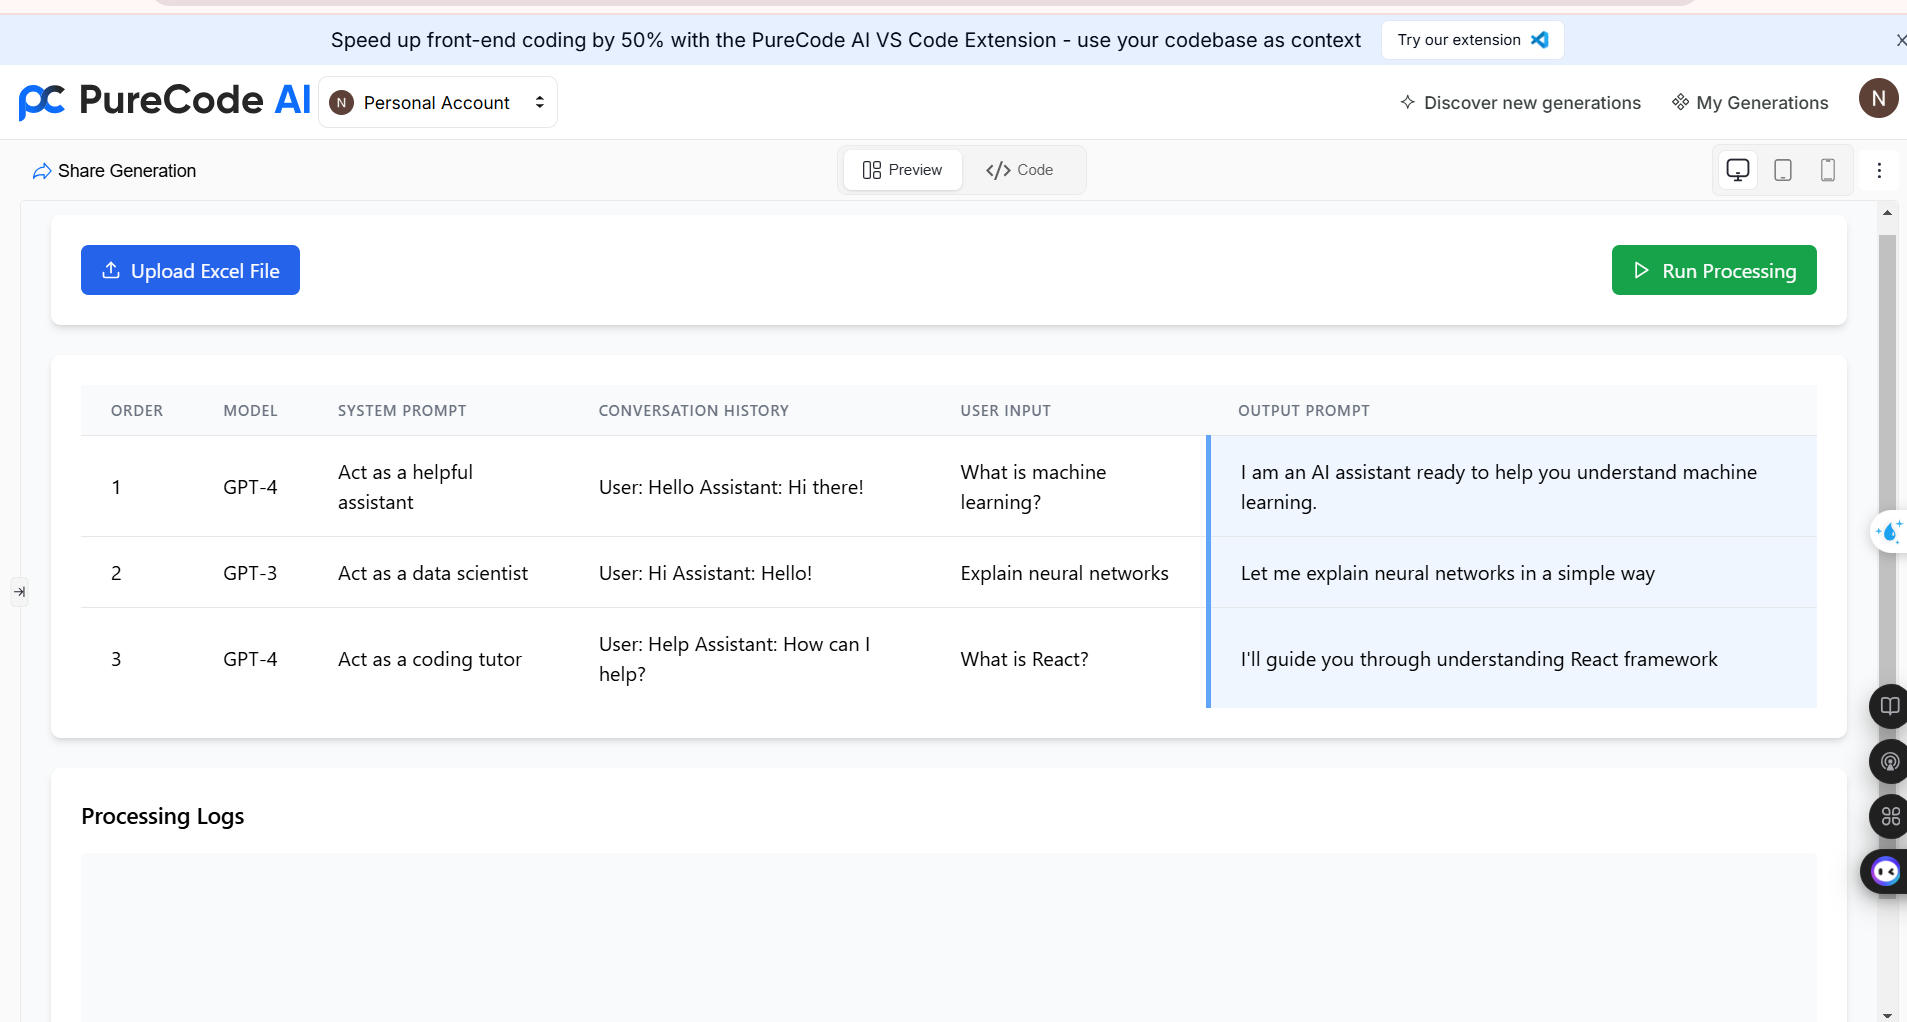 Speed up front-end coding by 50% with the PureCode AI VS Code Extension - use your codebase as context
Try our extension
pc PureCode AI
N Personal Account
Discover new generations
My Generations
N
Share Generation
Preview
</> Code
Upload Excel File
Run Processing
ORDER MODEL SYSTEM PROMPT CONVERSATION HISTORY USER INPUT OUTPUT PROMPT
1 GPT-4 Act as a helpful
assistant
User: Hello Assistant: Hi there!
What is machine
learning?
I am an AI assistant ready to help you understand machine
learning.
2 GPT-3 Act as a data scientist User: Hi Assistant: Hello! Explain neural networks Let me explain neural networks in a simple way
3 GPT-4 Act as a coding tutor
User: Help Assistant: How can I
help?
What is React?
I'll guide you through understanding React framework
Processing Logs